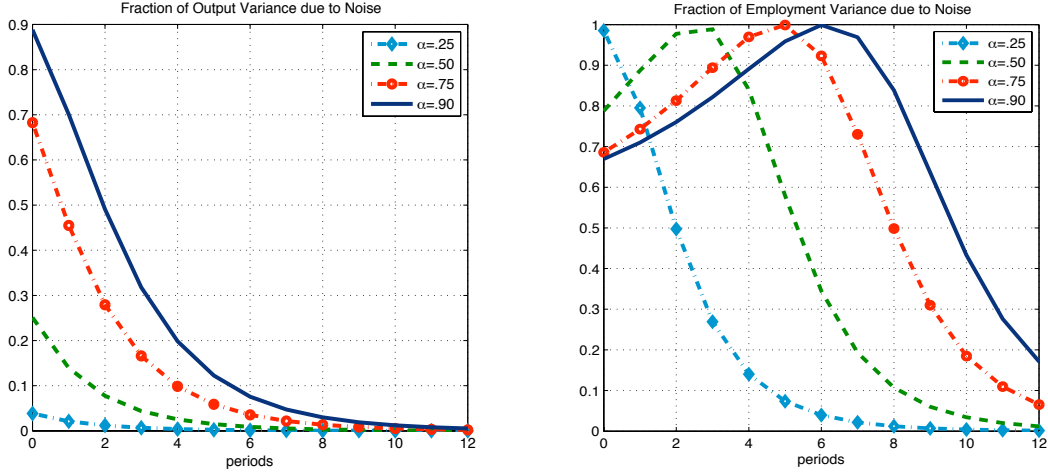 Fraction of Output Variance due to Noise
0.9
0.8
0.7
0.6
0.5
0.4
0.3
0.2
0.1
0
0 2 4 6 8 10 12
periods
α=.25
α=.50
α=.75
α=.90
Fraction of Employment Variance due to Noise
1
0.9
0.8
0.7
0.6
0.5
0.4
0.3
0.2
0.1
0
0 2 4 6 8 10 12
periods
α=.25
α=.50
α=.75
α=.90